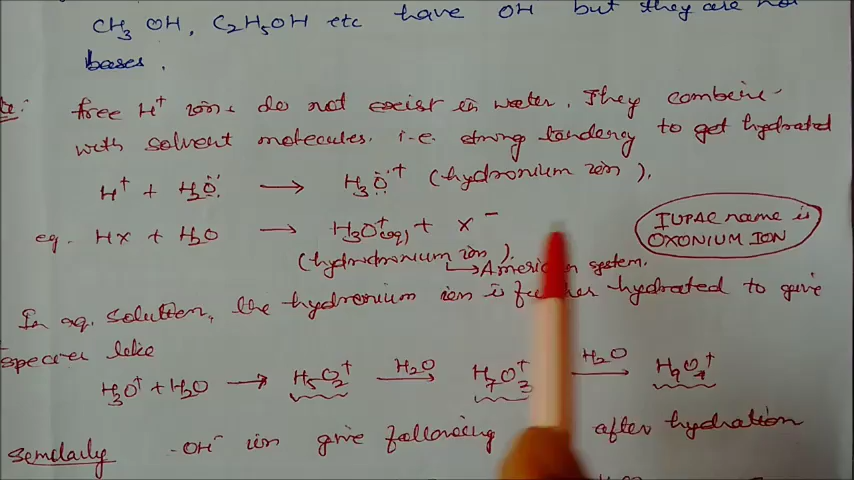 CH3 OH, C2H5OH etc have OH but they are not
bases.
free H+ ions do not exist in water. They combine
with solvent molecules. i.e. strong tendency to get hydrated
H+ + H2O → H3O+ (hydronium ion).
eg. HX + H2O → H3O+(aq) + X−
(hydronium ion).
→ American system.
IUPAC name is
OXONIUM ION
In aq. solution, the hydronium ion is further hydrated to give
species like
H3O+ + H2O → H5O2+ H2O→ H7O3+ H2O→ H9O4+
Similarly OH− ion give following after hydration